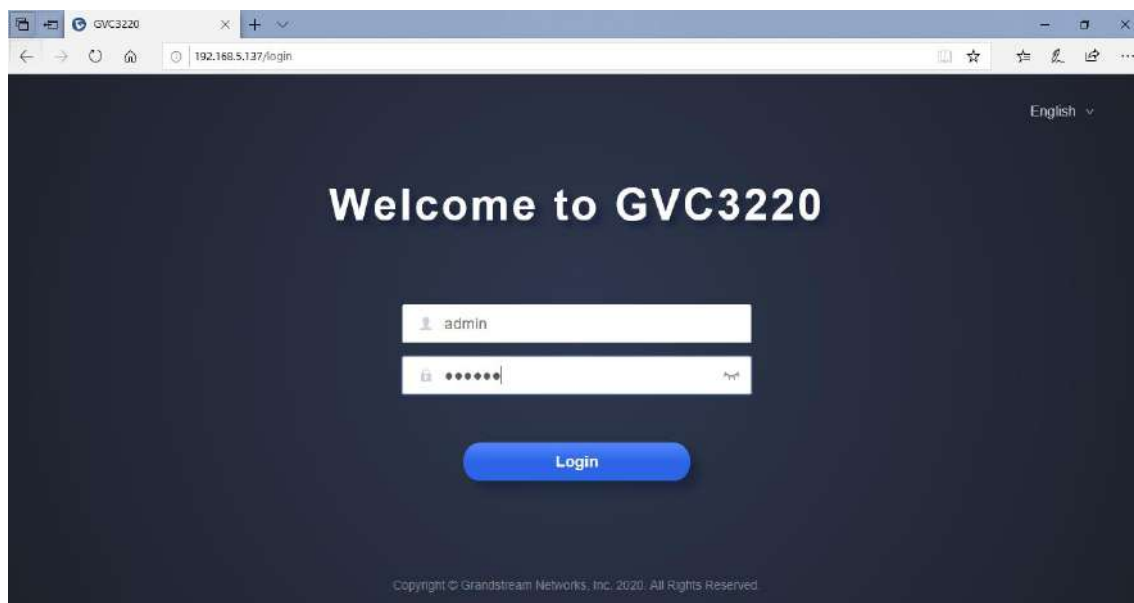 GVC3220
192.168.5.137/login
English
Welcome to GVC3220
admin
••••••
Login
Copyright © Grandstream Networks, Inc. 2020. All Rights Reserved.